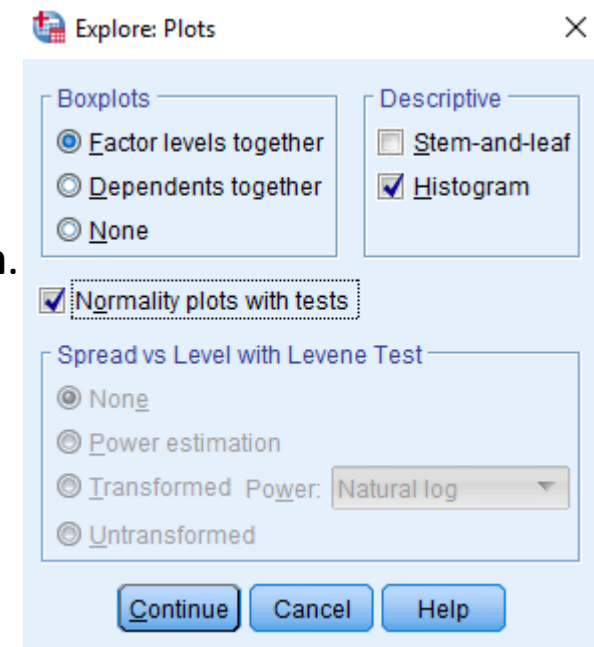 Explore: Plots
Boxplots
Factor levels together
Dependents together
None
Descriptive
Stem-and-leaf
Histogram
Normality plots with tests
Spread vs Level with Levene Test
None
Power estimation
Transformed Power: Natural log
Untransformed
Continue Cancel Help